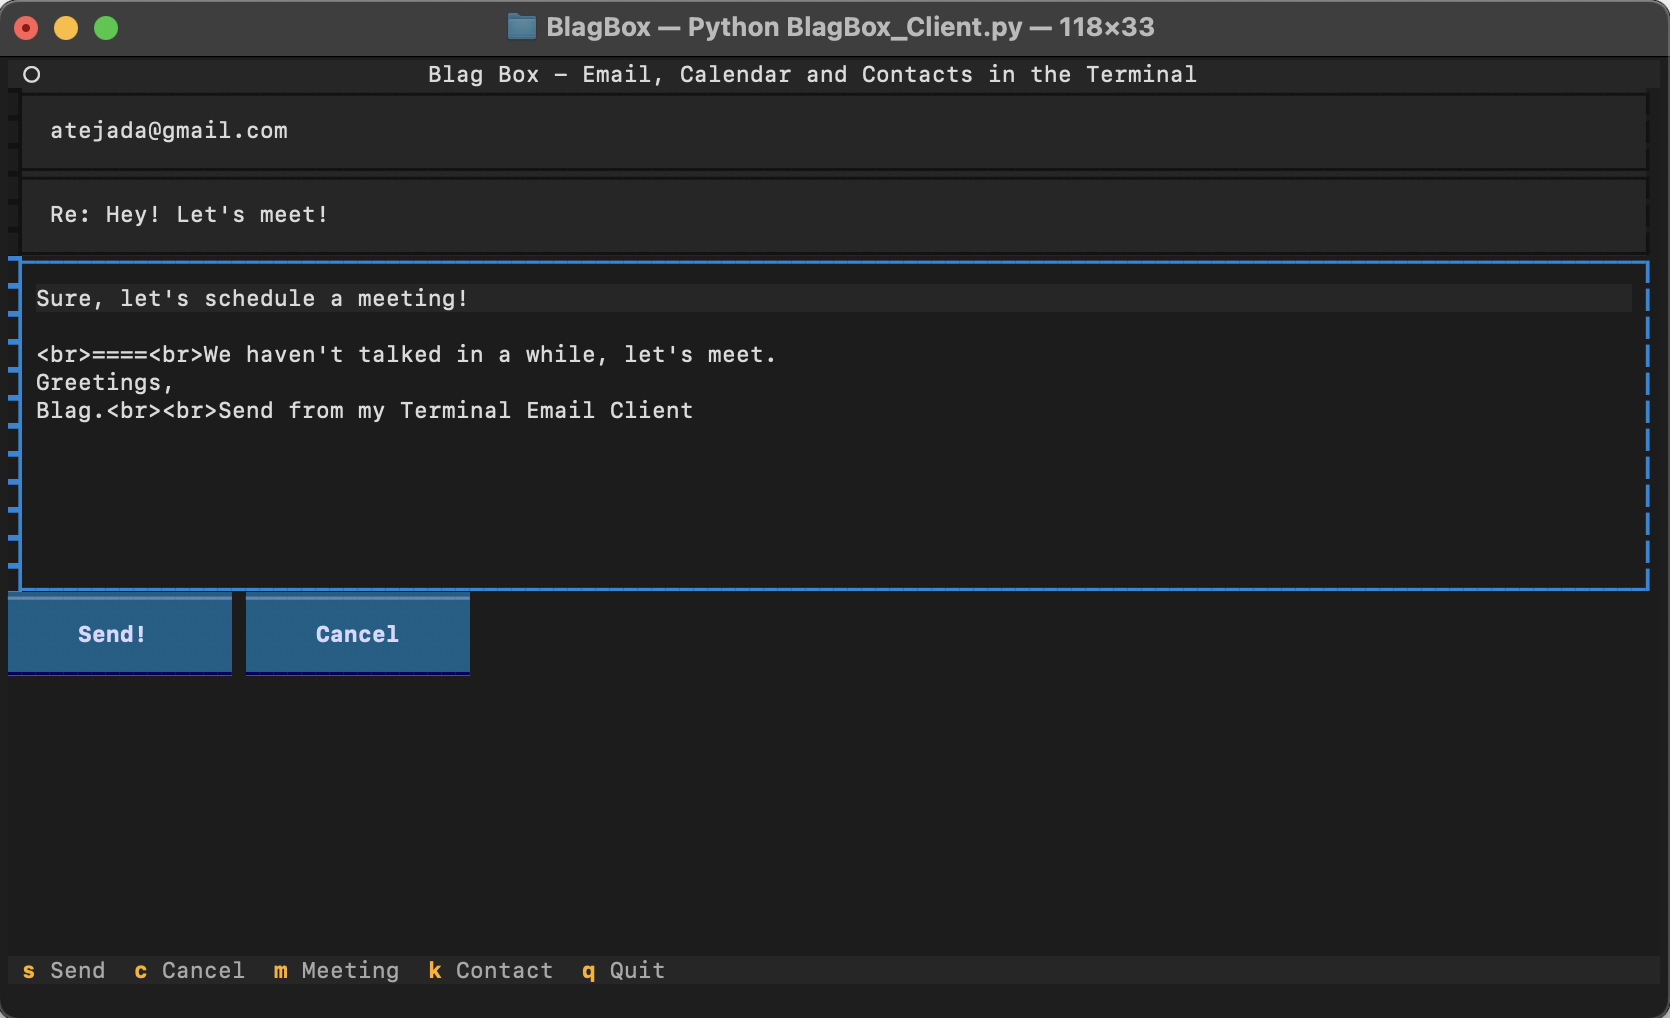 BlagBox — Python BlagBox_Client.py — 118×33
Blag Box – Email, Calendar and Contacts in the Terminal
atejada@gmail.com
Re: Hey! Let's meet!
Sure, let's schedule a meeting!
<br>====<br>We haven't talked in a while, let's meet.
Greetings,
Blag.<br><br>Send from my Terminal Email Client
Send! Cancel
s Send c Cancel m Meeting k Contact q Quit